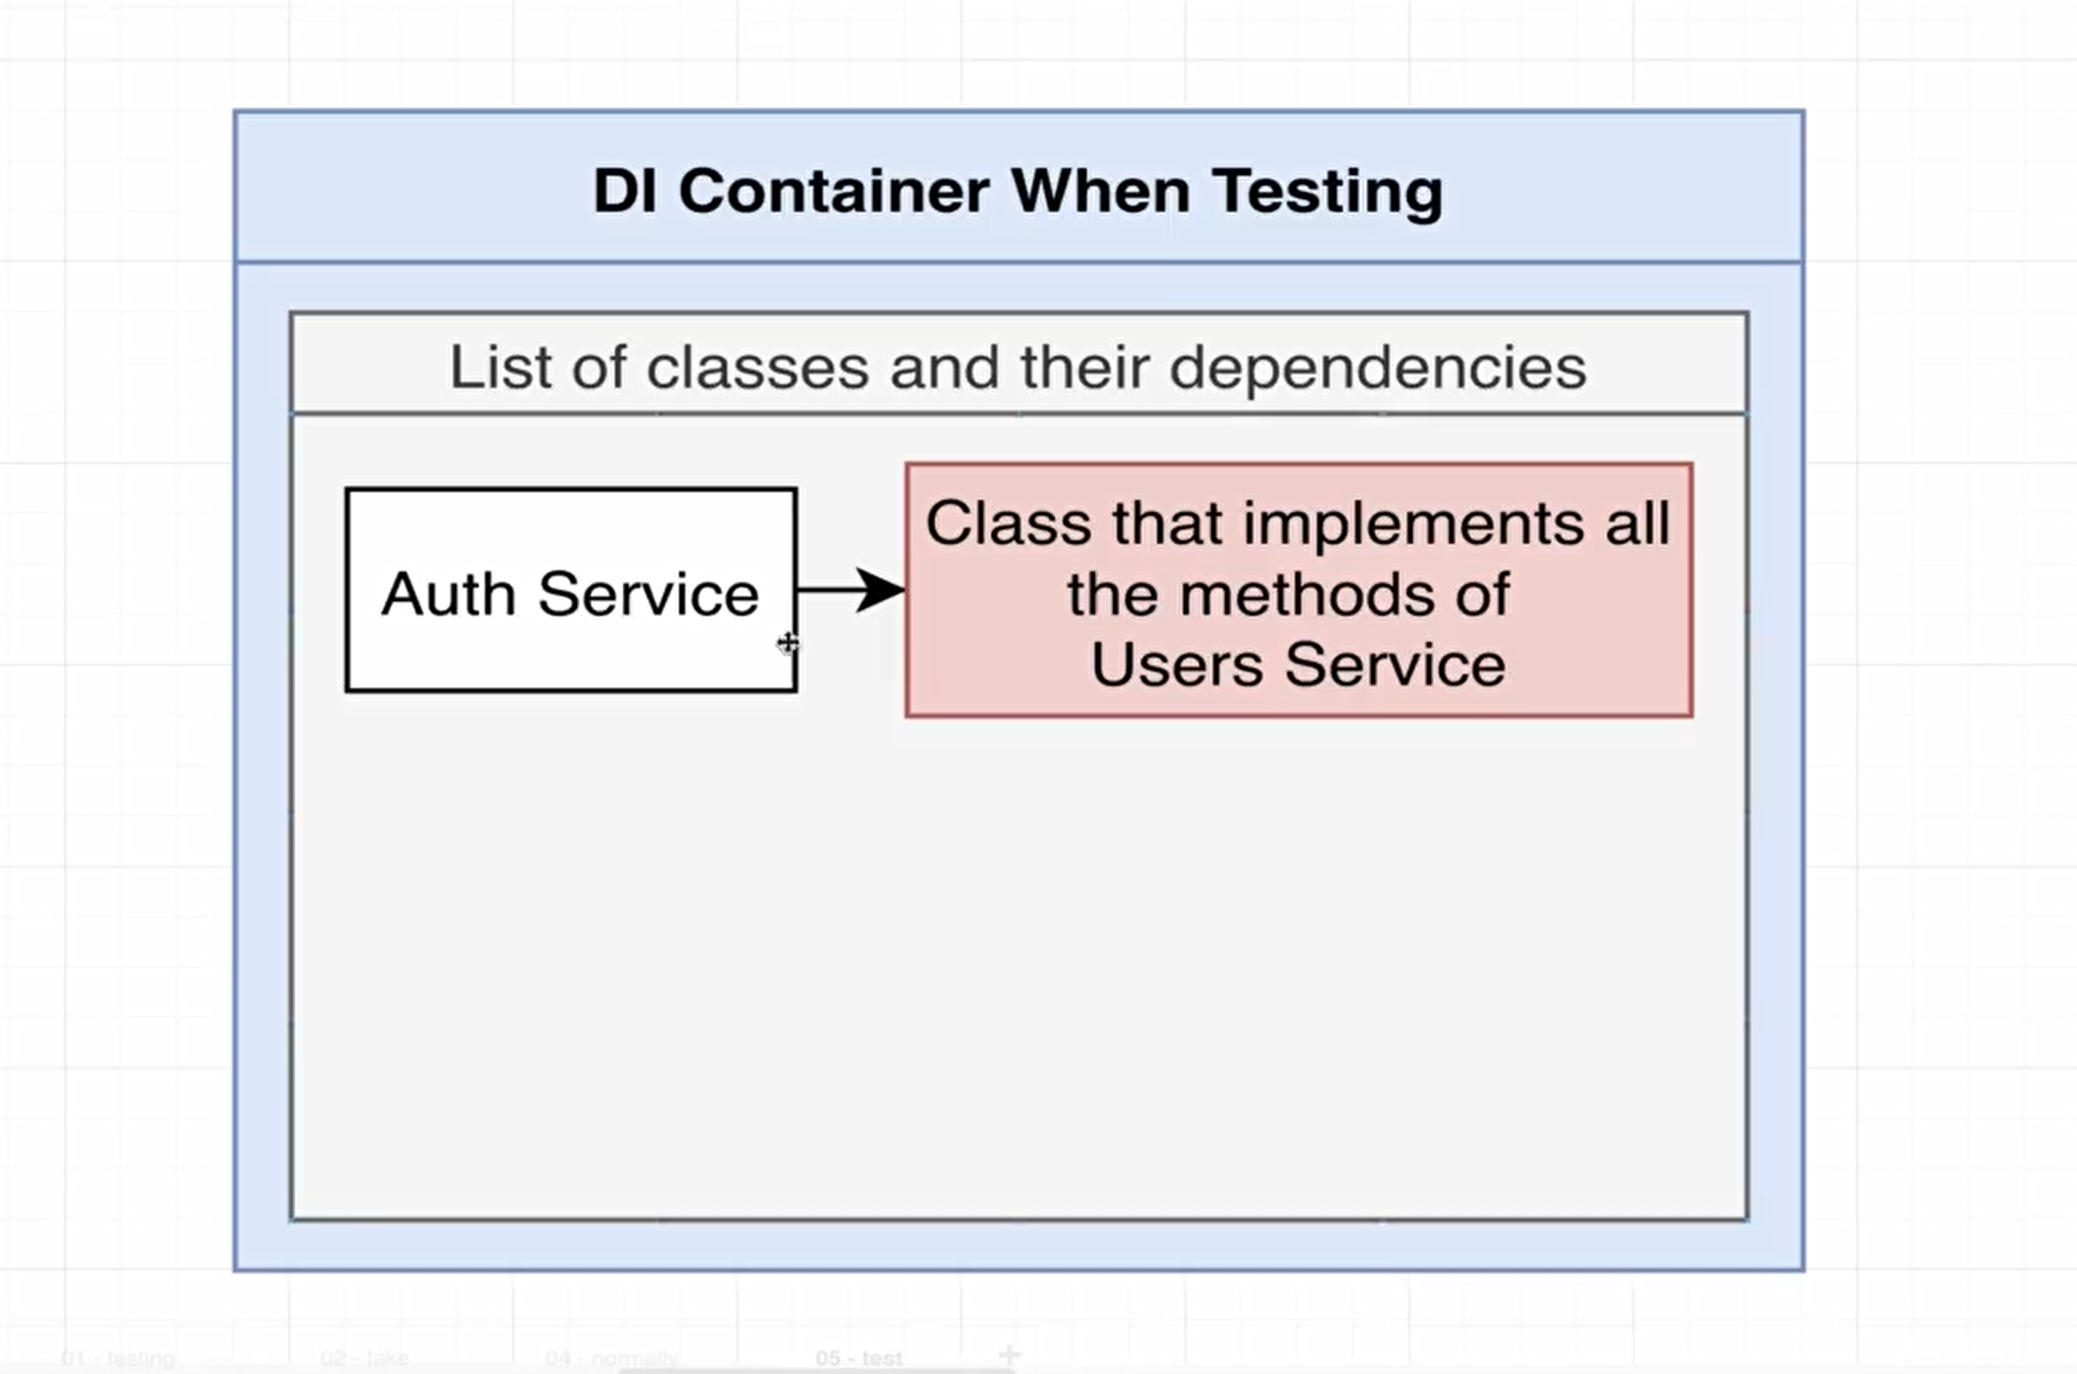 DI Container When Testing
List of classes and their dependencies
Auth Service
Class that implements all
the methods of
Users Service
01 - testing
02 - fake
04 - normally
05 - test